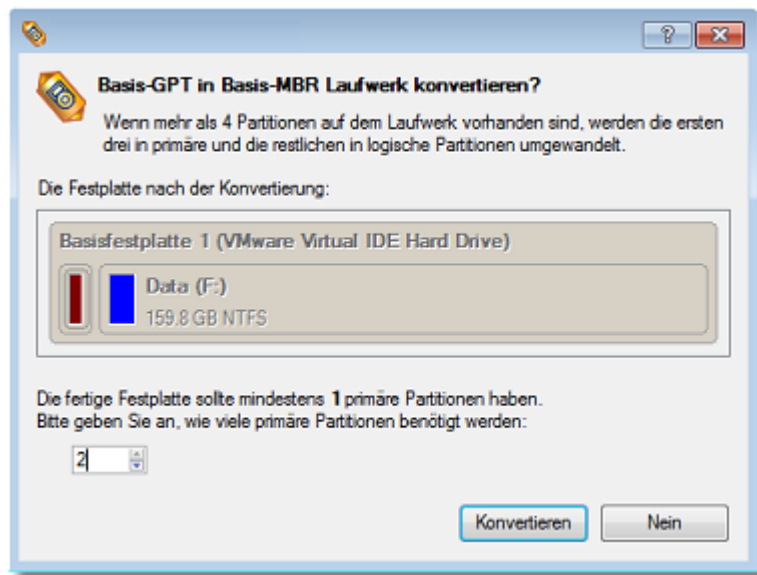 Basis-GPT in Basis-MBR Laufwerk konvertieren?
Wenn mehr als 4 Partitionen auf dem Laufwerk vorhanden sind, werden die ersten
drei in primäre und die restlichen in logische Partitionen umgewandelt.
Die Festplatte nach der Konvertierung:
Basisfestplatte 1 (VMware Virtual IDE Hard Drive)
Data (F:)
159.8 GB NTFS
Die fertige Festplatte sollte mindestens 1 primäre Partitionen haben.
Bitte geben Sie an, wie viele primäre Partitionen benötigt werden:
2
Konvertieren Nein